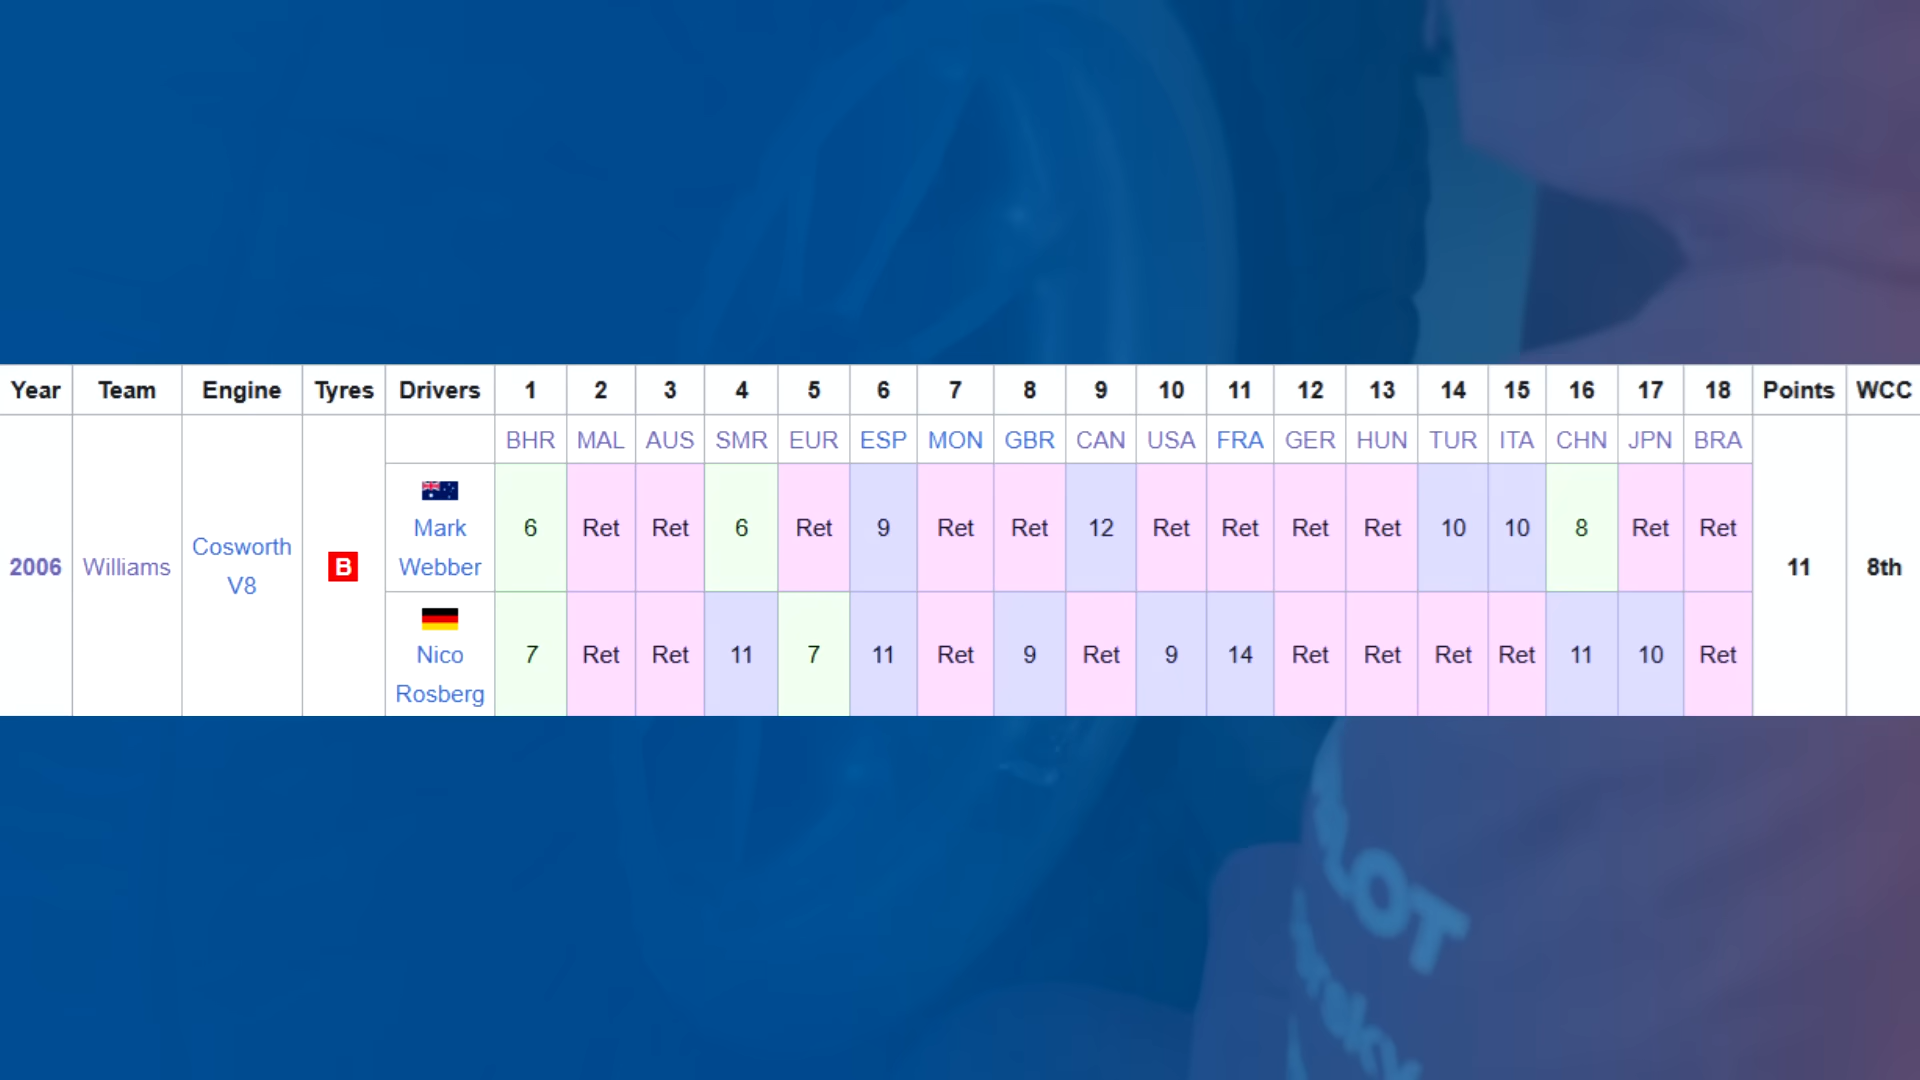 Year Team Engine Tyres Drivers 1 2 3 4 5 6 7 8 9 10 11 12 13 14 15 16 17 18 Points WCC
BHR MAL AUS SMR EUR ESP MON GBR CAN USA FRA GER HUN TUR ITA CHN JPN BRA
2006 Williams Cosworth V8 B Mark Webber 6 Ret Ret 6 Ret 9 Ret Ret 12 Ret Ret Ret Ret 10 10 8 Ret Ret 11 8th
Nico Rosberg 7 Ret Ret 11 7 11 Ret 9 Ret 9 14 Ret Ret Ret Ret 11 10 Ret